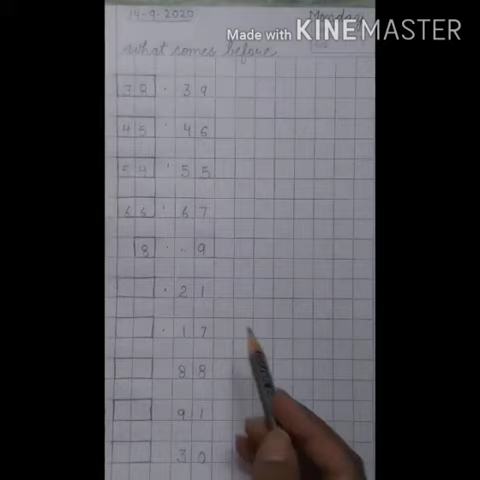 14-9-2020 Monday
Made with KINEMASTER
what comes before
38 . 39
45 . 46
54 ' 55
66 ' 67
8 .. 9
. 21
. 17
88
91
30